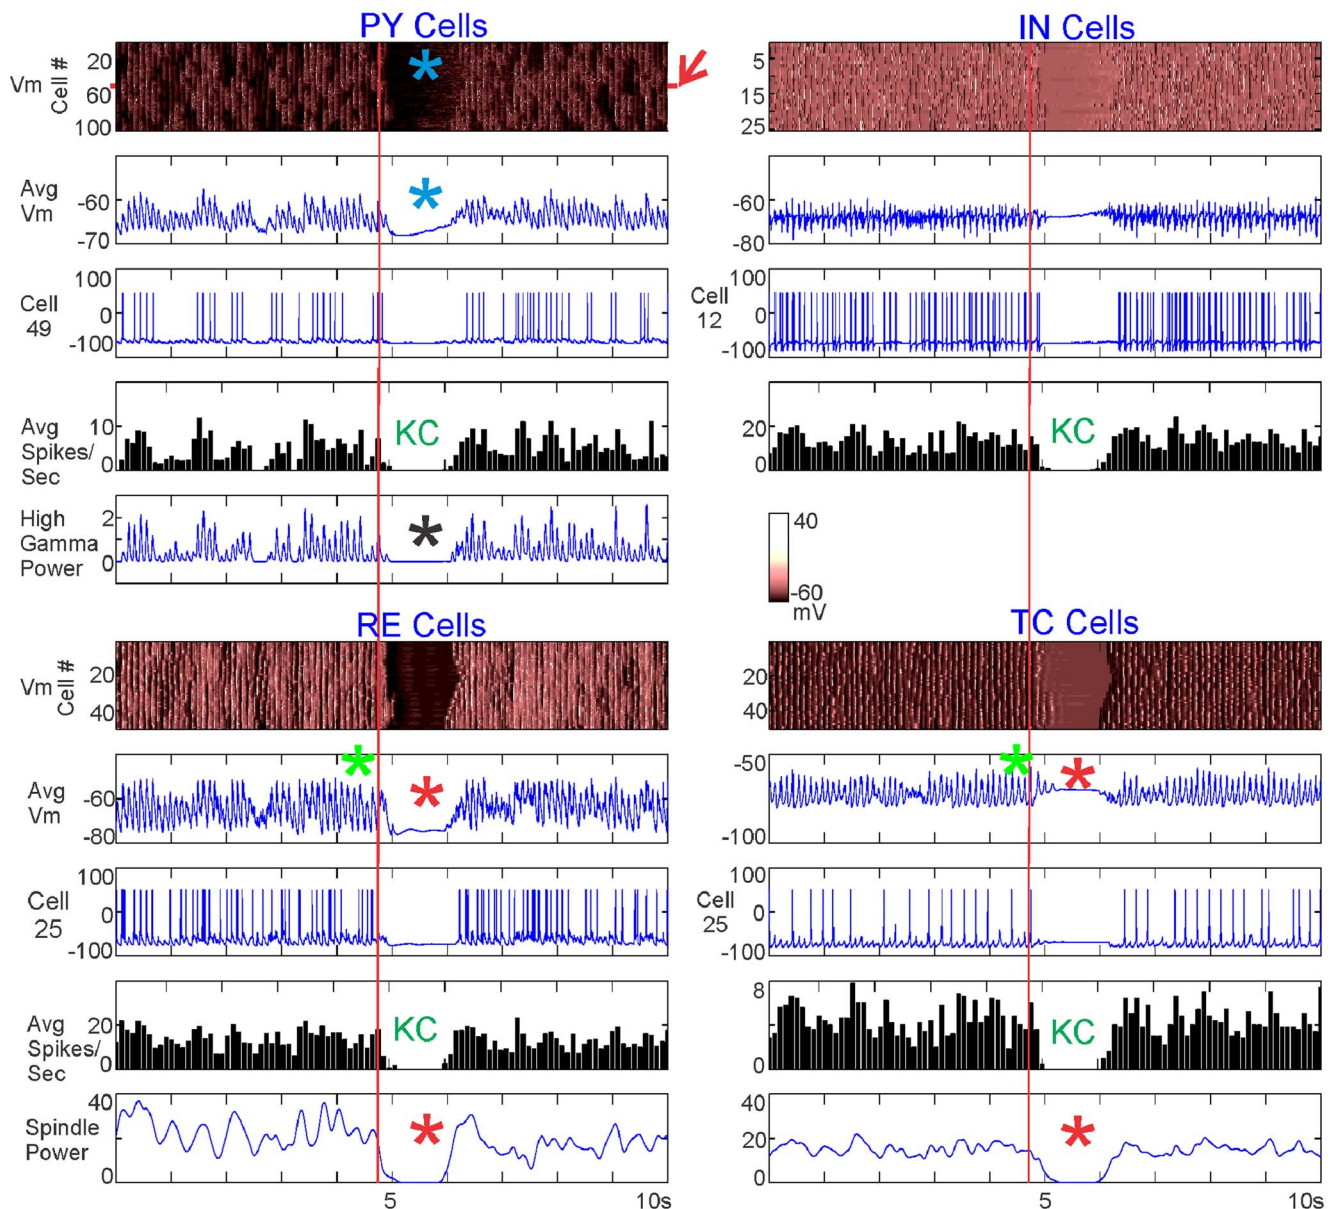 PY Cells
IN Cells
Vm
Cell #
20
60
100
5
15
25
Avg
Vm
-60
-70
-60
-80
Cell
49
100
0
-100
Cell
12
100
0
-100
Avg
Spikes/
Sec
10
0
KC
20
0
KC
High
Gamma
Power
2
0
40
-60
mV
RE Cells
TC Cells
Vm
Cell #
20
40
20
40
Avg
Vm
-60
-80
-50
-100
Cell
25
100
0
-100
Cell
25
100
0
-100
Avg
Spikes/
Sec
20
0
KC
8
0
KC
Spindle
Power
40
0
40
20
0
5
10s
5
10s